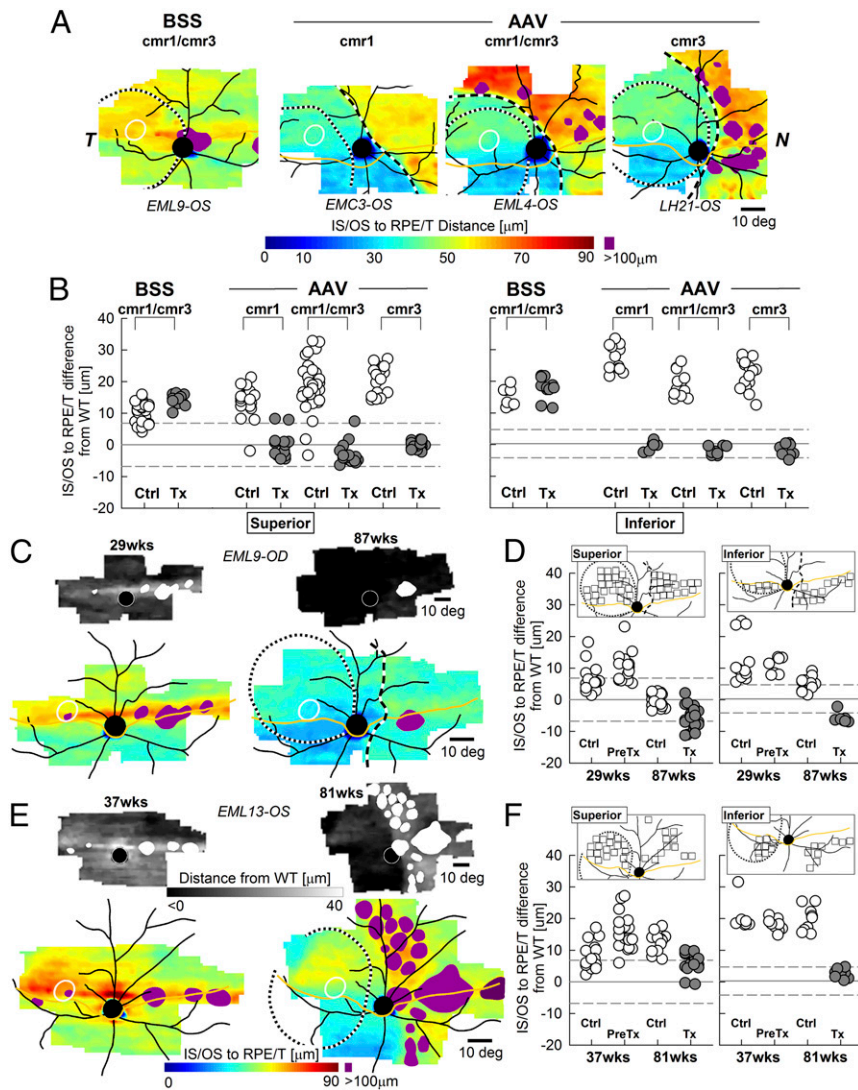 A
BSS
AAV
cmr1/cmr3
cmr1
cmr1/cmr3
cmr3
T
N
EML9-OS
EMC3-OS
EML4-OS
LH21-OS
10 deg
IS/OS to RPE/T Distance [μm]
0 10 30 50 70 90 >100μm
B
BSS
AAV
BSS
AAV
cmr1/cmr3
cmr1
cmr1/cmr3
cmr3
cmr1/cmr3
cmr1
cmr1/cmr3
cmr3
IS/OS to RPE/T difference
from WT [um]
40
30
20
10
0
-10
-20
Ctrl Tx Ctrl Tx Ctrl Tx Ctrl Tx
Ctrl Tx Ctrl Tx Ctrl Tx Ctrl Tx
Superior
Inferior
C
29wks
EML9-OD
87wks
10 deg
10 deg
D
Superior
Inferior
IS/OS to RPE/T difference
from WT [um]
40
30
20
10
0
-10
-20
Ctrl PreTx Ctrl Tx
Ctrl PreTx Ctrl Tx
29wks 87wks
29wks 87wks
E
37wks
EML13-OS
81wks
10 deg
Distance from WT [μm]
<0 40
10 deg
IS/OS to RPE/T [μm]
0 90 >100μm
F
Superior
Inferior
IS/OS to RPE/T difference
from WT [um]
40
30
20
10
0
-10
-20
Ctrl PreTx Ctrl Tx
Ctrl PreTx Ctrl Tx
37wks 81wks
37wks 81wks